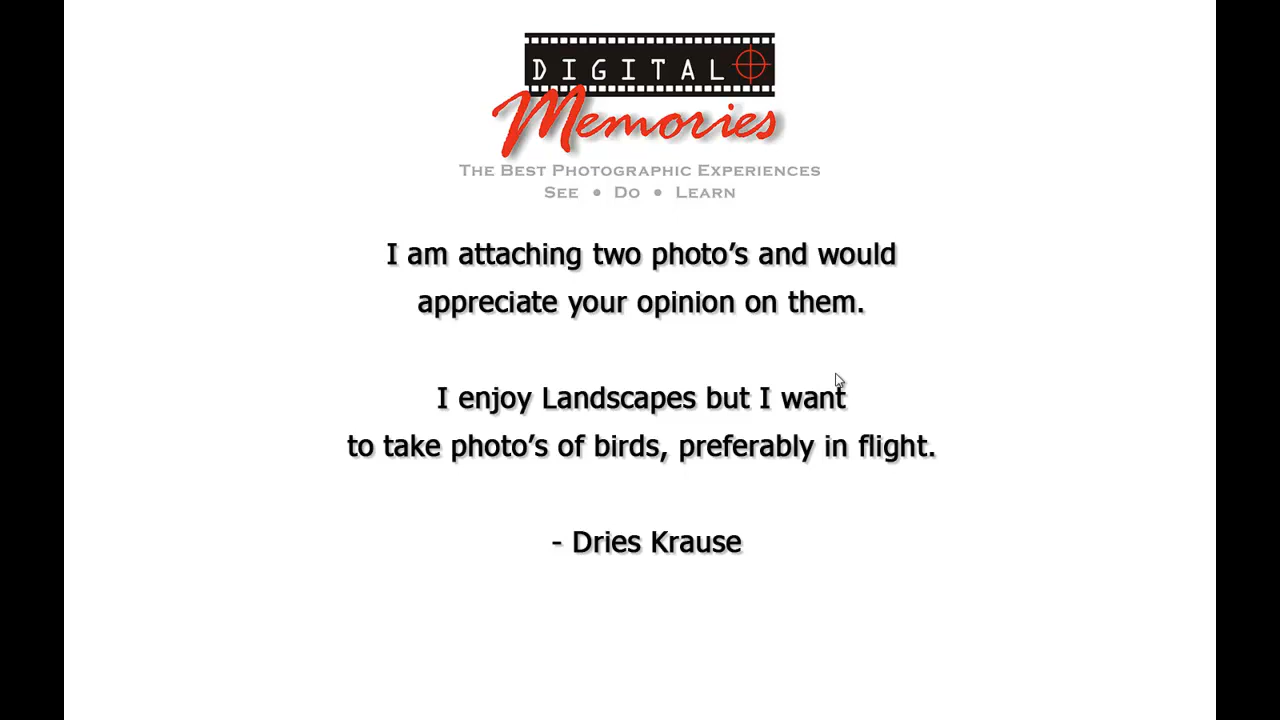 DIGITAL
Memories
THE BEST PHOTOGRAPHIC EXPERIENCES
SEE • DO • LEARN
I am attaching two photo’s and would
appreciate your opinion on them.
I enjoy Landscapes but I want
to take photo’s of birds, preferably in flight.
- Dries Krause